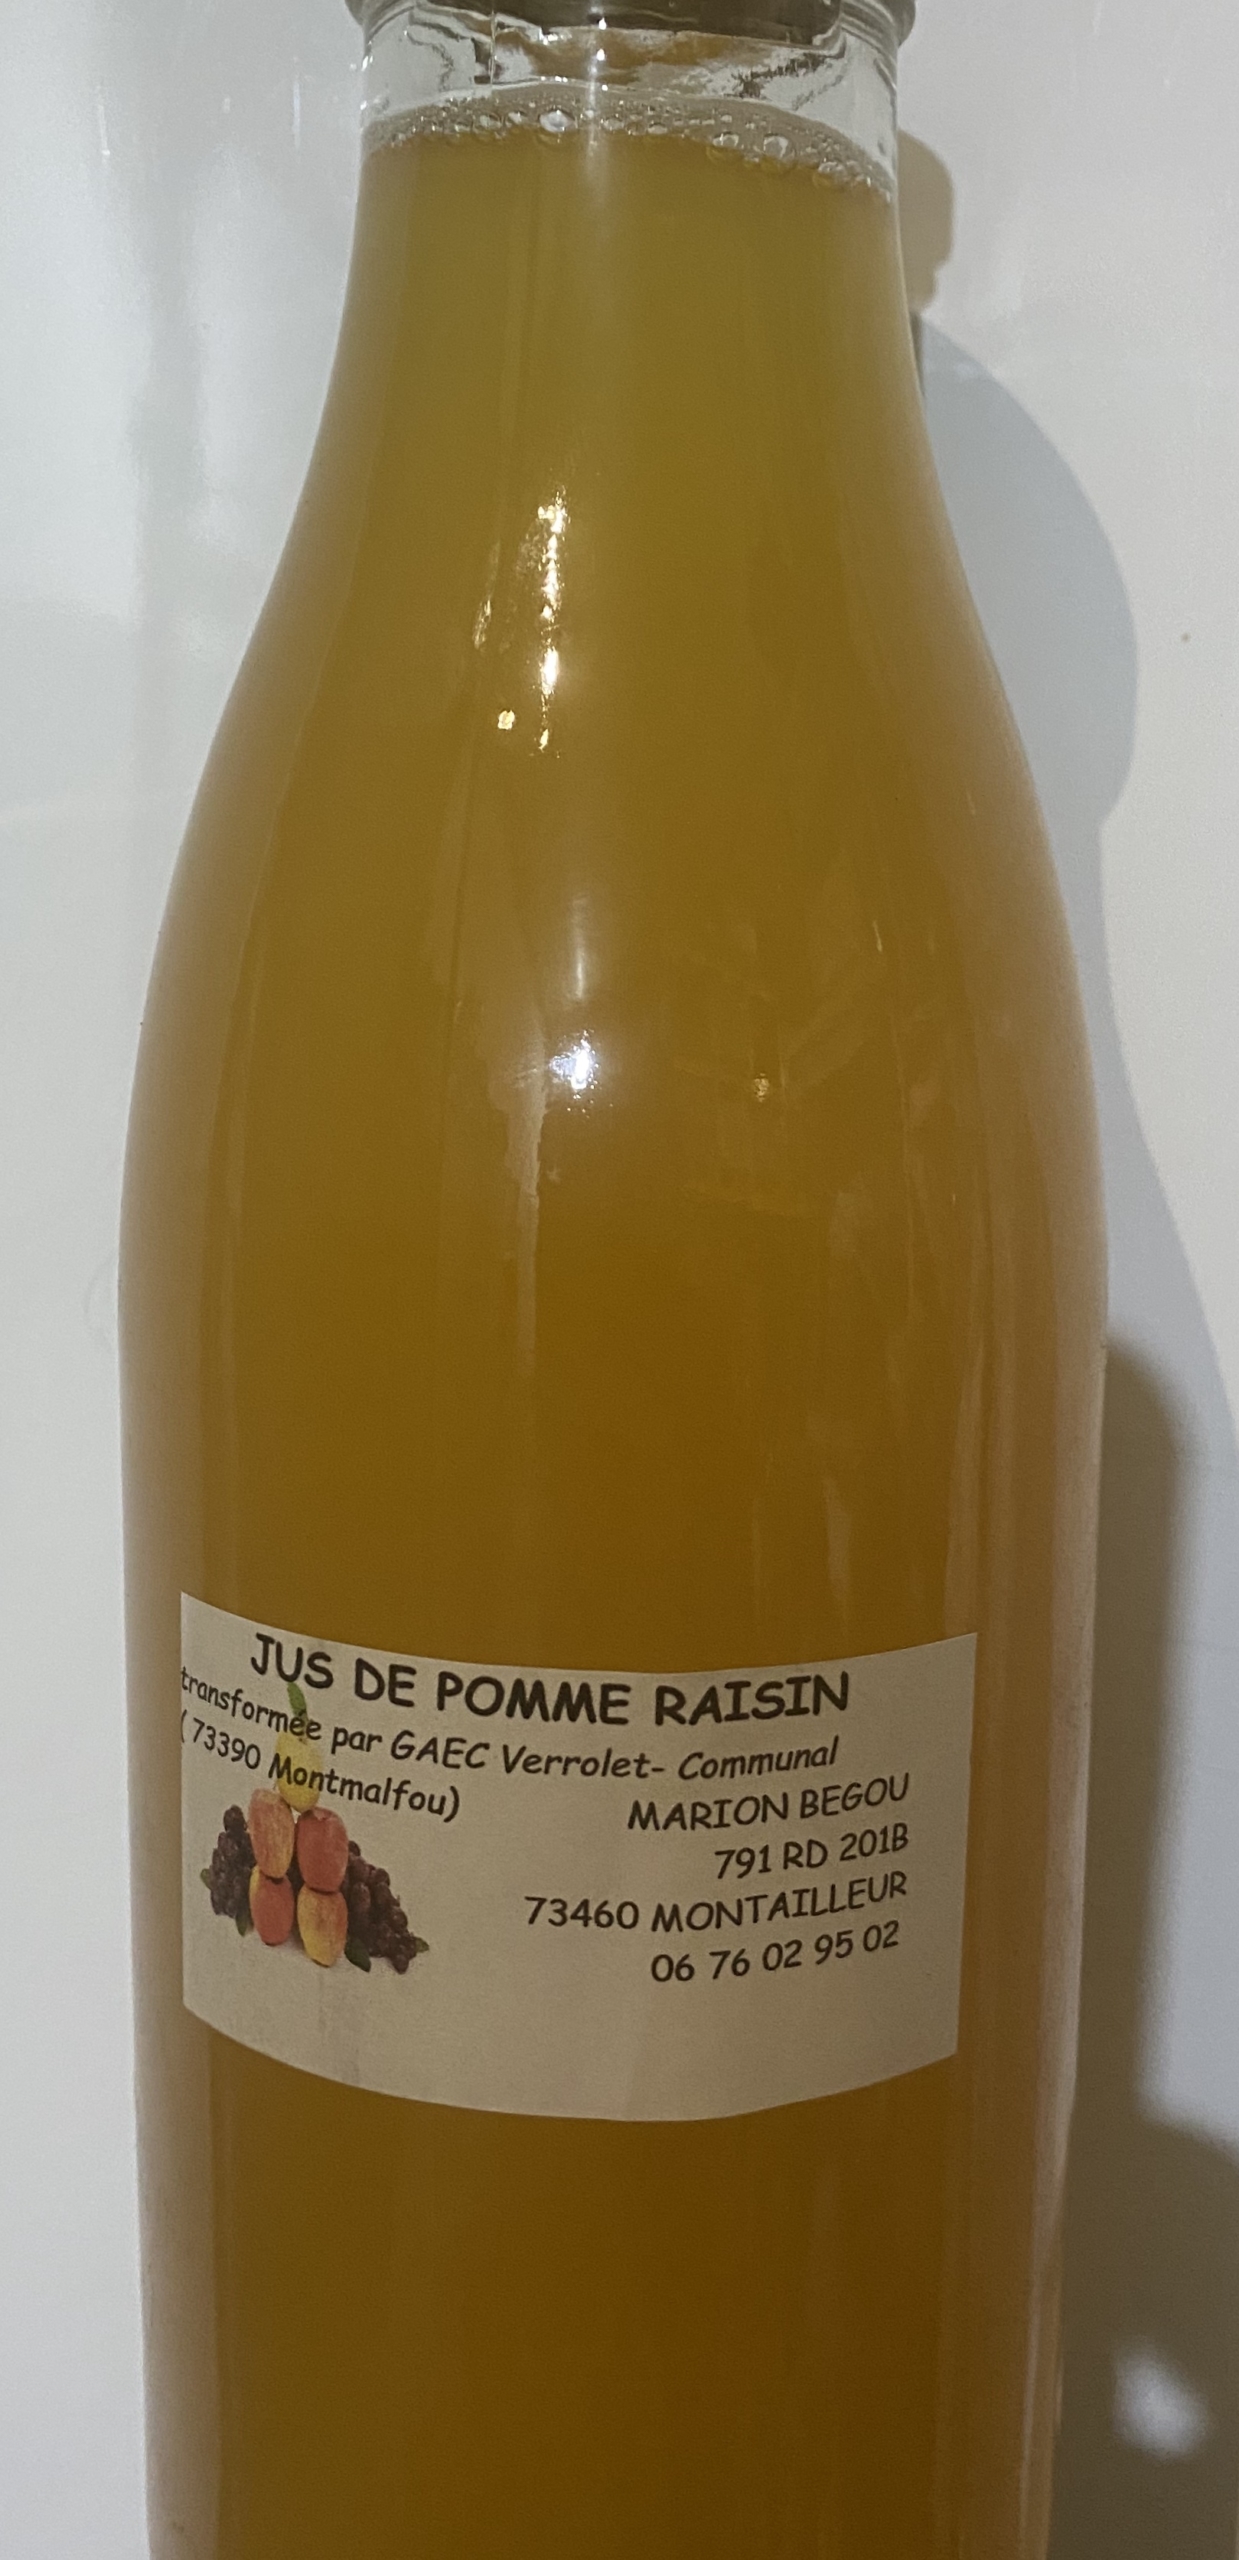 JUS DE POMME RAISIN
transformée par GAEC Verrolet- Communal
( 73390 Montmalfou)
MARION BEGOU
791 RD 201B
73460 MONTAILLEUR
06 76 02 95 02